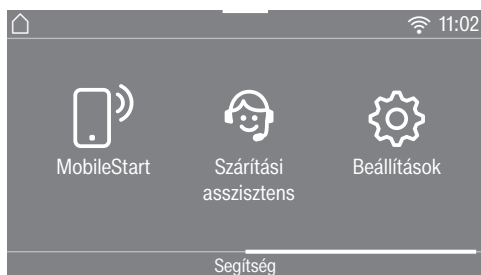 11:02
MobileStart
Szárítási
asszisztens
Beállítások
Segítség